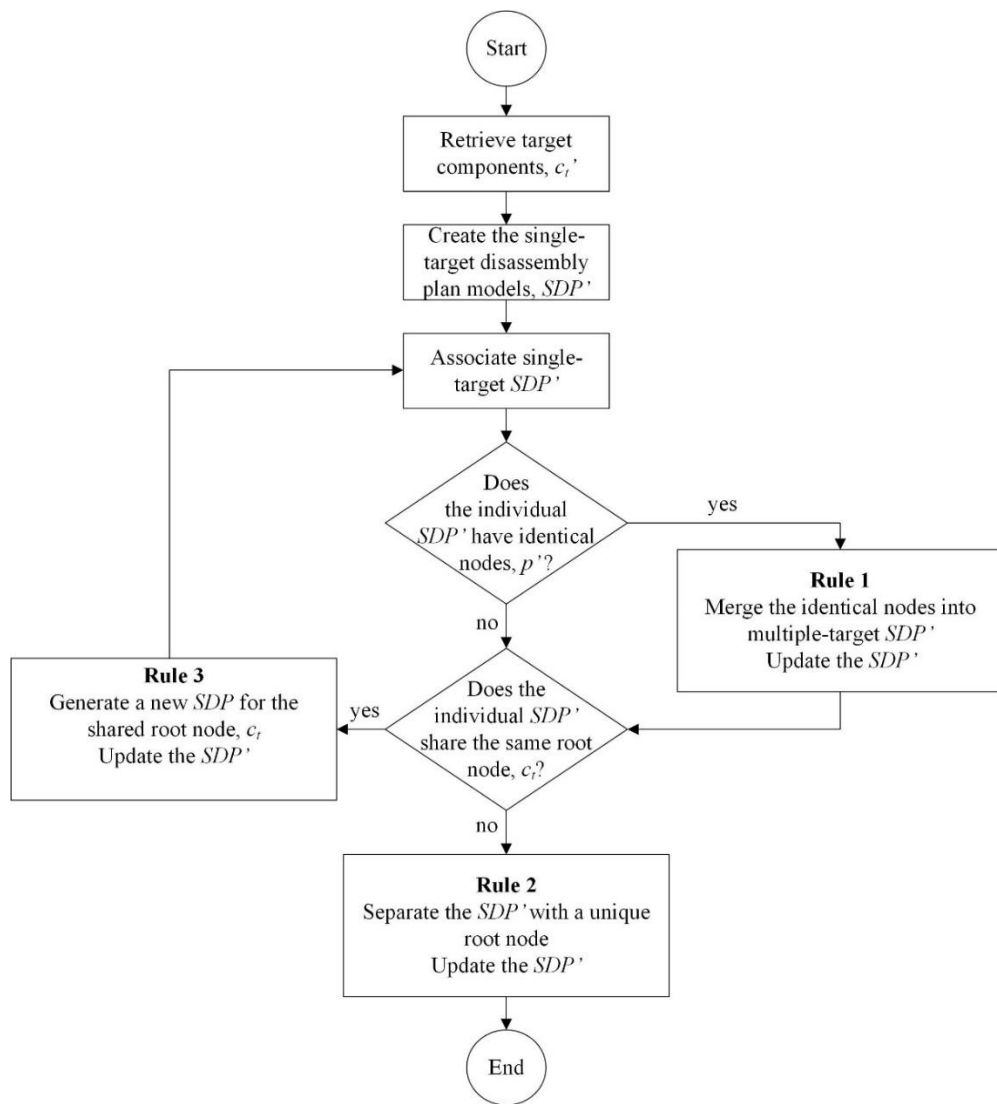 Start
Retrieve target
components, cₜ’
Create the single-
target disassembly
plan models, SDP’
Associate single-
target SDP’
Does
the individual
SDP’ have identical
nodes, p’?
yes
Rule 1
Merge the identical nodes into
multiple-target SDP’
Update the SDP’
no
Does the
individual SDP’
share the same root
node, cₜ?
yes
Rule 3
Generate a new SDP for the
shared root node, cₜ
Update the SDP’
no
Rule 2
Separate the SDP’ with a unique
root node
Update the SDP’
End